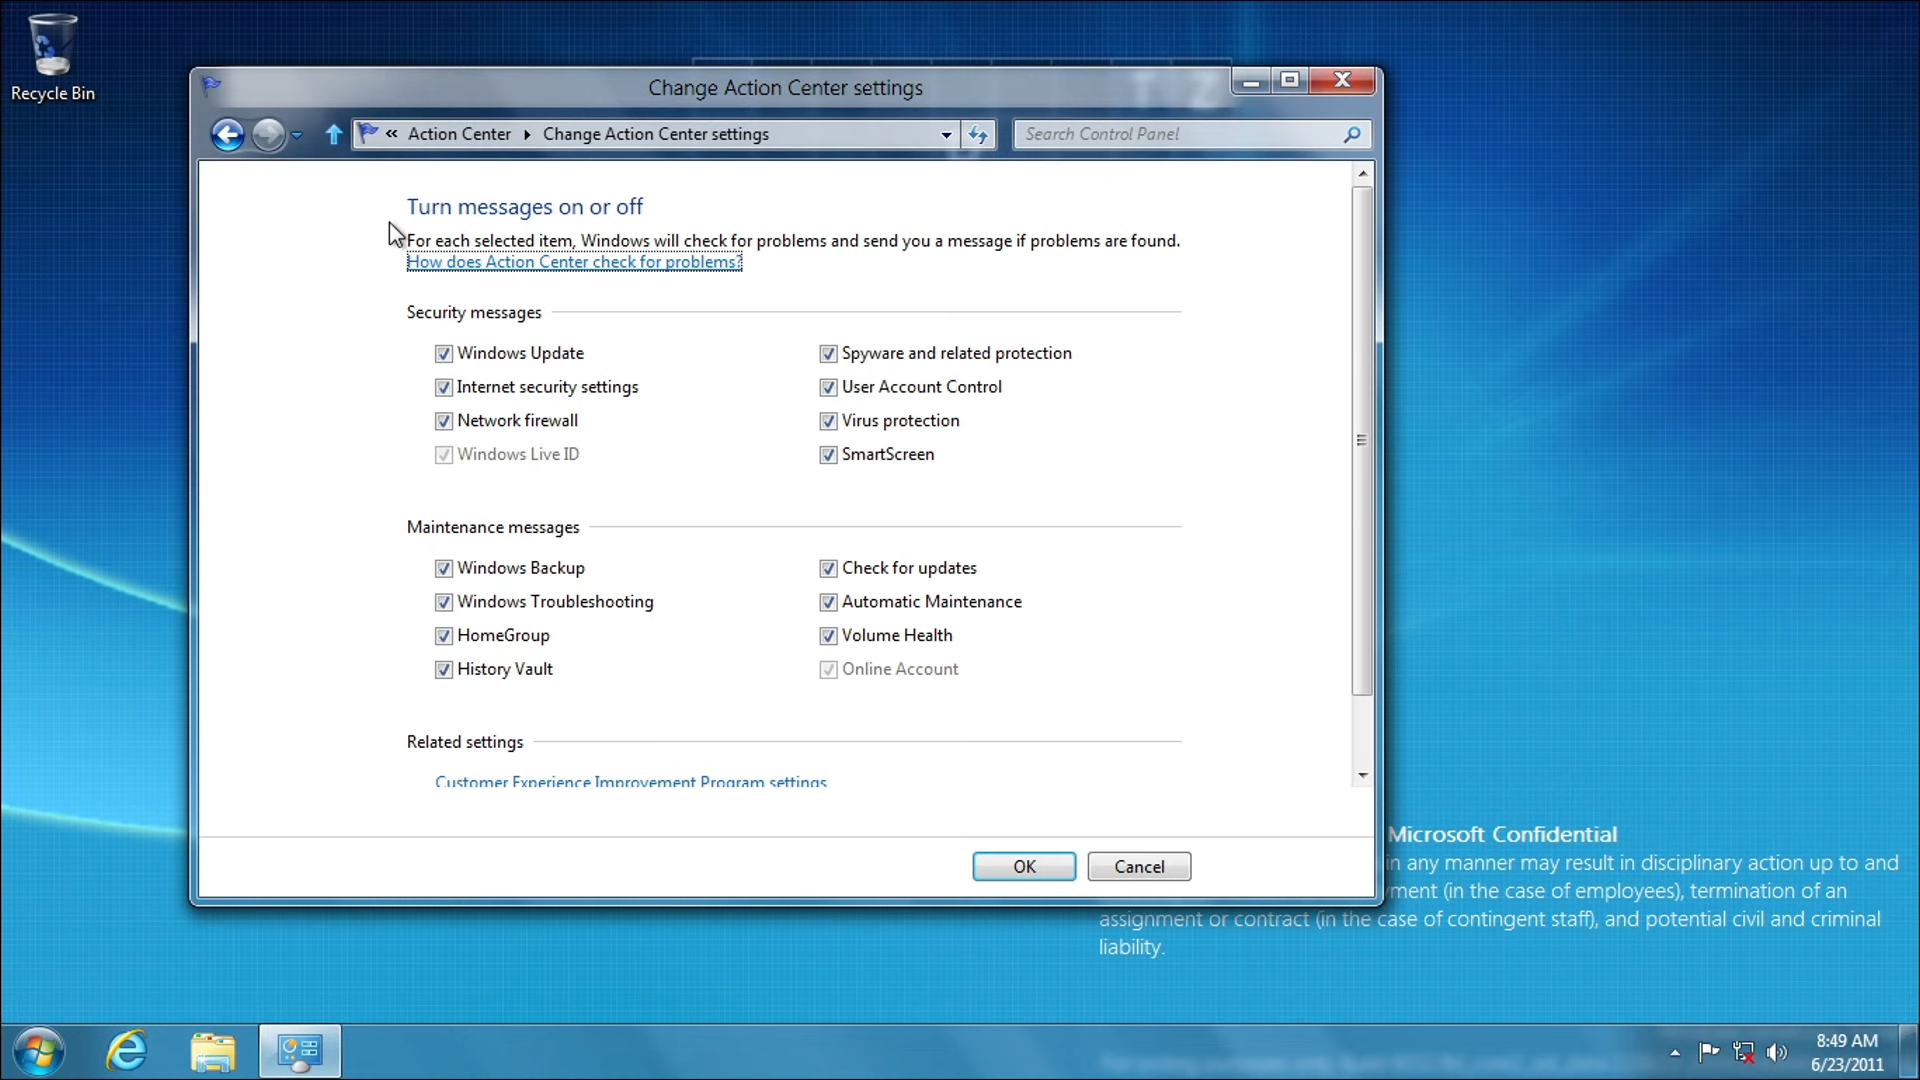 Recycle Bin
Change Action Center settings
« Action Center Change Action Center settings
Search Control Panel
Turn messages on or off
For each selected item, Windows will check for problems and send you a message if problems are found.
How does Action Center check for problems?
Security messages
Windows Update
Spyware and related protection
Internet security settings
User Account Control
Network firewall
Virus protection
Windows Live ID
SmartScreen
Maintenance messages
Windows Backup
Check for updates
Windows Troubleshooting
Automatic Maintenance
HomeGroup
Volume Health
History Vault
Online Account
Related settings
Customer Experience Improvement Program settings
OK
Cancel
Microsoft Confidential
in any manner may result in disciplinary action up to and
yment (in the case of employees), termination of an
assignment or contract (in the case of contingent staff), and potential civil and criminal
liability.
8:49 AM
6/23/2011